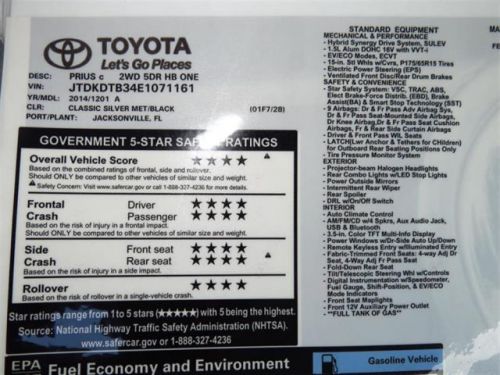 TOYOTA
Let's Go Places
DESC: PRIUS c 2WD 5DR HB ONE
VIN: JTDKDTB34E1071161
YR/MDL: 2014/1201 A
CLR: CLASSIC SILVER MET/BLACK (01F7/2B)
PORT/PLANT: JACKSONVILLE, FL
GOVERNMENT 5-STAR SAFETY RATINGS
Overall Vehicle Score ★★★★
Based on the combined ratings of frontal, side and rollover.
Should ONLY be compared to other vehicles of similar size and weight.
Safety Concern: Visit www.safercar.gov or call 1-888-327-4236 for more details.
Frontal Driver ★★★★
Crash Passenger ★★★★
Based on the risk of injury in a frontal impact.
Should ONLY be compared to other vehicles of similar size and weight.
Side Front seat ★★★★
Crash Rear seat ★★★★
Based on the risk of injury in a side impact.
Rollover ★★★★
Based on the risk of rollover in a single-vehicle crash.
Star ratings range from 1 to 5 stars (★★★★★) with 5 being the highest.
Source: National Highway Traffic Safety Administration (NHTSA).
www.safercar.gov or 1-888-327-4236
EPA Fuel Economy and Environment
Gasoline Vehicle
STANDARD EQUIPMENT
MECHANICAL & PERFORMANCE
- Hybrid Synergy Drive System, SULEV
- 1.5L Alum DOHC 16V with VVT-i
- EV/ECO Modes, ECVT
- 15-in. Stl Whls w/Cvrs, P175/65R15 Tires
- Electric Power Steering (EPS)
- Ventilated Front Disc/Rear Drum Brakes
SAFETY & CONVENIENCE
- Star Safety System: VSC, TRAC, ABS,
Elect Brake-Force Distrib. (EBD), Brake
Assist(BA) & Smart Stop Technology (SST)
- 9 Airbags: Dr & Fr Pass Adv Airbag Sys,
Dr & Fr Pass Seat-Mounted Side Airbags,
Dr Knee Airbag,Dr & Fr Pass Seat Cushion
Airbags, Fr & Rear Side Curtain Airbags
- 3-Pt Seatbelts for All Positions
- Driver & Front Pass WIL Seats
- LATCH(Lwr Anchor & Tethers for Children)
for Outboard Rear Seating Positions Only
- Tire Pressure Monitor System
EXTERIOR
- Projector-beam Halogen Headlights
- Rear Combo Lights w/LED Stop Lights
- Power Outside Mirrors
- Intermittent Rear Wiper
- Rear Spoiler
- DRL w/On/Off Switch
INTERIOR
- Auto Climate Control
- AM/FM/CD w/4 Spkrs, Aux Audio Jack,
USB & Bluetooth
- 3.5-in. Color TFT Multi-Info Display
- Power Windows w/Dr-Side Auto Up/Down
- Remote Keyless Entry w/Illuminated Entry
- Fabric-Trimmed Front Seats: 4-way Adj Dr
Seat, 4-Way Adj Fr Pass Seat
- Fold-Down Rear Seat
- Tilt/Telescopic Steering Whl w/Controls
- Digital Instrumentation w/Speedometer,
Fuel Gauge, Shift-Position, & EV/ECO
Mode Indicators
- Front Seat Maplights
- Front 12V Auxiliary Power Outlet
- **FULL TANK OF GAS**